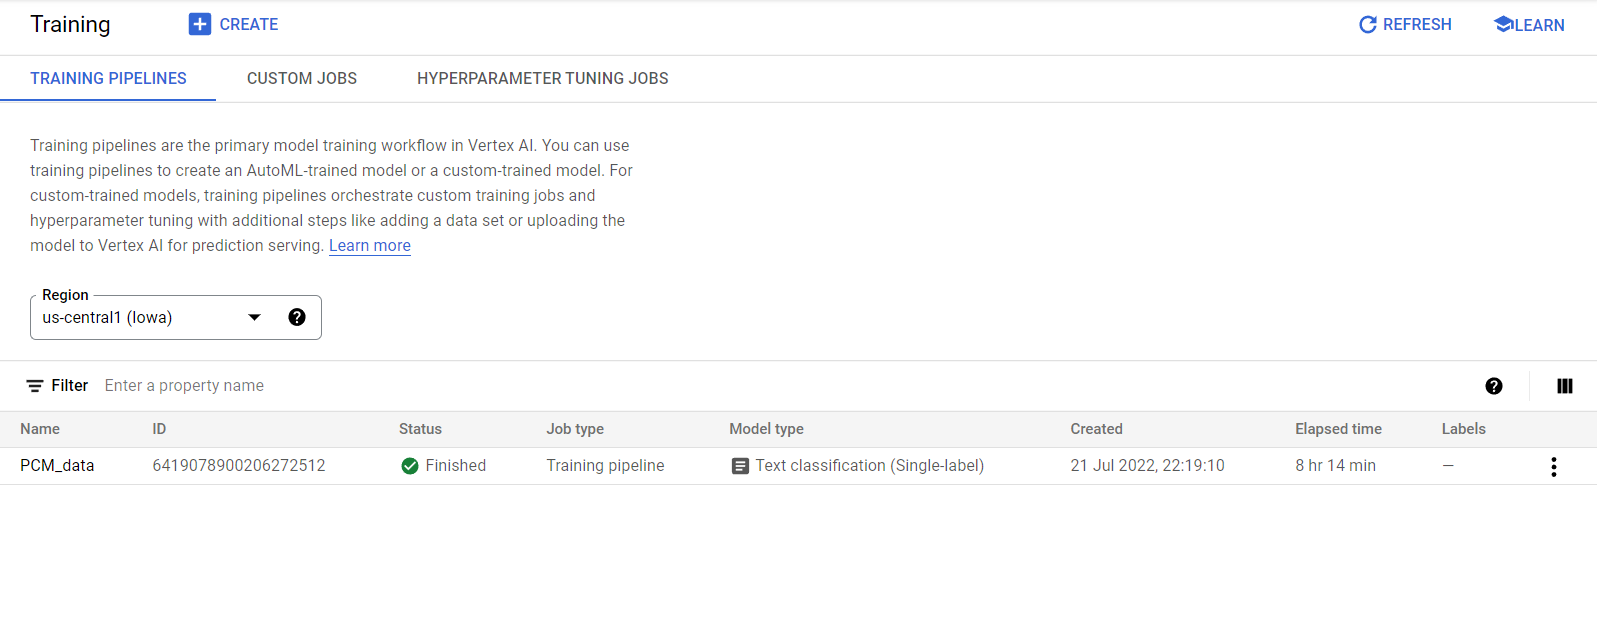 Training
CREATE
REFRESH
LEARN
TRAINING PIPELINES
CUSTOM JOBS
HYPERPARAMETER TUNING JOBS
Training pipelines are the primary model training workflow in Vertex AI. You can use
training pipelines to create an AutoML-trained model or a custom-trained model. For
custom-trained models, training pipelines orchestrate custom training jobs and
hyperparameter tuning with additional steps like adding a data set or uploading the
model to Vertex AI for prediction serving. Learn more
Region
us-central1 (Iowa)
Filter Enter a property name
Name ID Status Job type Model type Created Elapsed time Labels
PCM_data 6419078900206272512 Finished Training pipeline Text classification (Single-label) 21 Jul 2022, 22:19:10 8 hr 14 min —